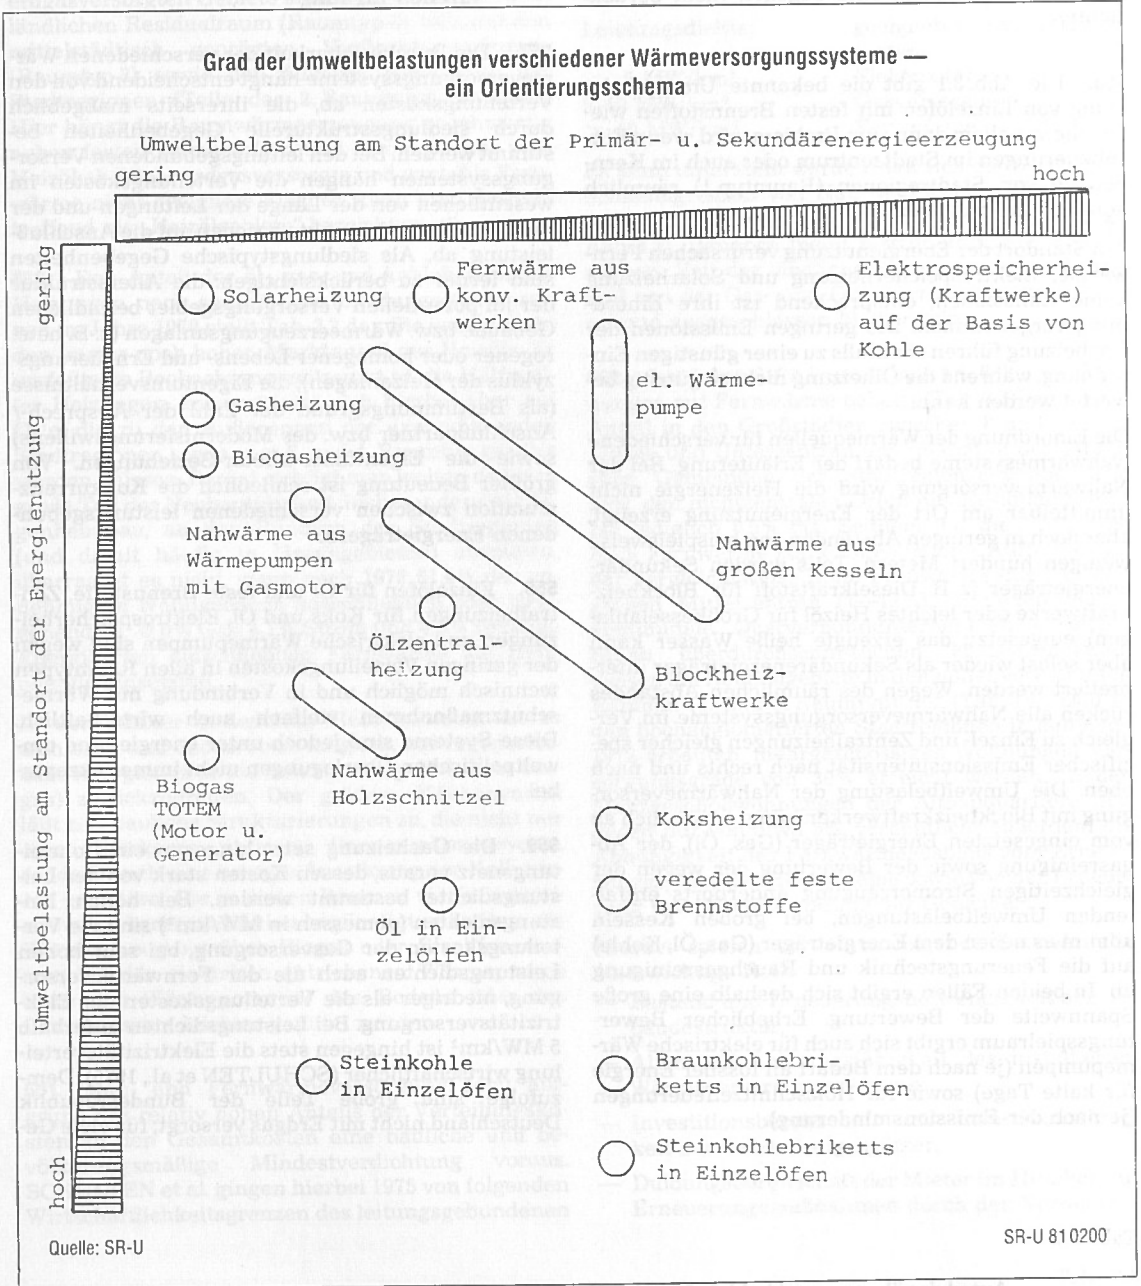 Grad der Umweltbelastungen verschiedener Wärmeversorgungssysteme —
ein Orientierungsschema
Umweltbelastung am Standort der Primär- u. Sekundärenergieerzeugung
gering
hoch
gering
Umweltbelastung am Standort der Energienutzung
hoch
Solarheizung
Fernwärme aus
konv. Kraft-
werken
Elektrospeicherhei-
zung (Kraftwerke)
auf der Basis von
Kohle
el. Wärme-
pumpe
Gasheizung
Biogasheizung
Nahwärme aus
Wärmepumpen
mit Gasmotor
Nahwärme aus
großen Kesseln
Ölzentral-
heizung
Blockheiz-
kraftwerke
Nahwärme aus
Holzschnitzel
Biogas
TOTEM
(Motor u.
Generator)
Koksheizung
veredelte feste
Brennstoffe
Öl in Ein-
zelölfen
Steinkohle
in Einzelöfen
Braunkohlebri-
ketts in Einzelöfen
Steinkohlebriketts
in Einzelöfen
Quelle: SR-U
SR-U 81 0200